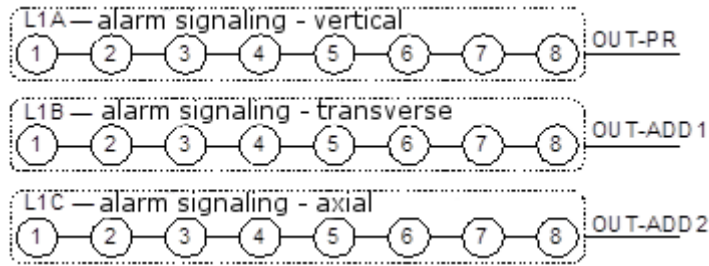 L1A — alarm signaling - vertical
1 2 3 4 5 6 7 8 OUT-PR
L1B — alarm signaling - transverse
1 2 3 4 5 6 7 8 OUT-ADD1
L1C — alarm signaling - axial
1 2 3 4 5 6 7 8 OUT-ADD2